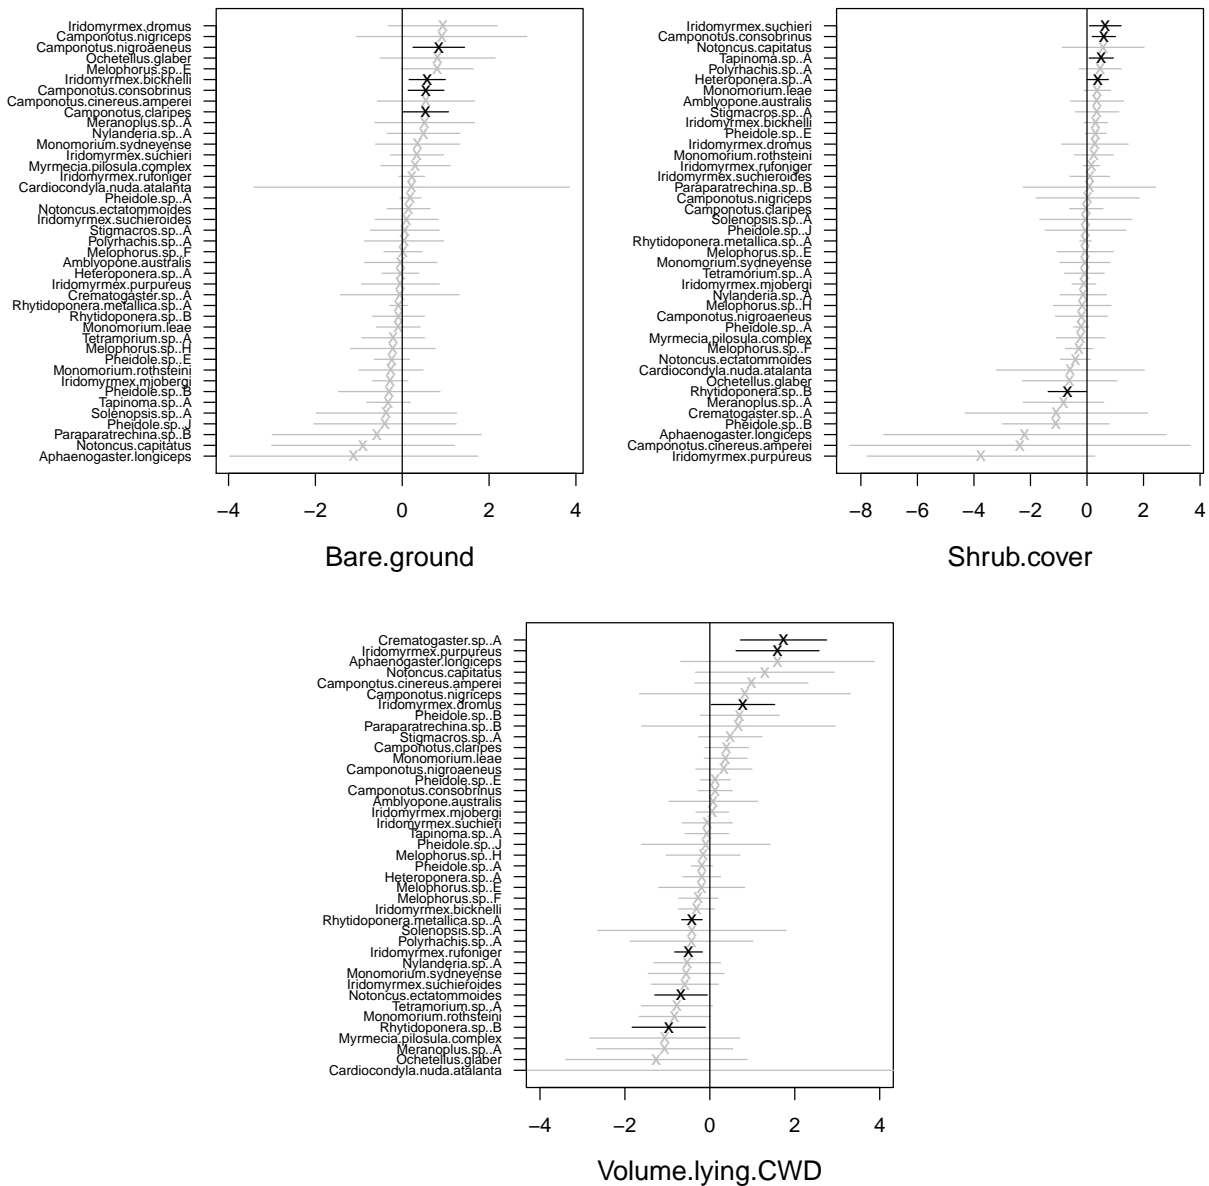 Iridomyrmex.dromus
Camponotus.nigriceps
Camponotus.nigroaeneus
Ochetellus.glaber
Melophorus.sp..E
Iridomyrmex.bicknelli
Camponotus.consobrinus
Camponotus.cinereus.amperei
Camponotus.claripes
Meranoplus.sp..A
Nylanderia.sp..A
Monomorium.sydneyense
Iridomyrmex.suchieri
Myrmecia.pilosula.complex
Iridomyrmex.rufoniger
Cardiocondyla.nuda.atalanta
Pheidole.sp..A
Notoncus.ectatommoides
Iridomyrmex.suchieroides
Stigmacros.sp..A
Polyrhachis.sp..A
Melophorus.sp..F
Amblyopone.australis
Heteroponera.sp..A
Iridomyrmex.purpureus
Crematogaster.sp..A
Rhytidoponera.metallica.sp..A
Rhytidoponera.sp..B
Monomorium.leae
Tetramorium.sp..A
Melophorus.sp..H
Pheidole.sp..E
Monomorium.rothsteini
Iridomyrmex.mjobergi
Pheidole.sp..B
Tapinoma.sp..A
Solenopsis.sp..A
Pheidole.sp..J
Paraparatrechina.sp..B
Notoncus.capitatus
Aphaenogaster.longiceps
−4 −2 0 2 4
Bare.ground
Iridomyrmex.suchieri
Camponotus.consobrinus
Notoncus.capitatus
Tapinoma.sp..A
Polyrhachis.sp..A
Heteroponera.sp..A
Monomorium.leae
Amblyopone.australis
Stigmacros.sp..A
Iridomyrmex.bicknelli
Pheidole.sp..E
Iridomyrmex.dromus
Monomorium.rothsteini
Iridomyrmex.rufoniger
Iridomyrmex.suchieroides
Paraparatrechina.sp..B
Camponotus.nigriceps
Camponotus.claripes
Solenopsis.sp..A
Pheidole.sp..J
Rhytidoponera.metallica.sp..A
Melophorus.sp..E
Monomorium.sydneyense
Tetramorium.sp..A
Iridomyrmex.mjobergi
Nylanderia.sp..A
Melophorus.sp..H
Camponotus.nigroaeneus
Pheidole.sp..A
Myrmecia.pilosula.complex
Melophorus.sp..F
Notoncus.ectatommoides
Cardiocondyla.nuda.atalanta
Ochetellus.glaber
Rhytidoponera.sp..B
Meranoplus.sp..A
Crematogaster.sp..A
Pheidole.sp..B
Aphaenogaster.longiceps
Camponotus.cinereus.amperei
Iridomyrmex.purpureus
−8 −6 −4 −2 0 2 4
Shrub.cover
Crematogaster.sp..A
Iridomyrmex.purpureus
Aphaenogaster.longiceps
Notoncus.capitatus
Camponotus.cinereus.amperei
Camponotus.nigriceps
Iridomyrmex.dromus
Pheidole.sp..B
Paraparatrechina.sp..B
Stigmacros.sp..A
Camponotus.claripes
Monomorium.leae
Camponotus.nigroaeneus
Pheidole.sp..E
Camponotus.consobrinus
Amblyopone.australis
Iridomyrmex.mjobergi
Iridomyrmex.suchieri
Tapinoma.sp..A
Pheidole.sp..J
Melophorus.sp..H
Pheidole.sp..A
Heteroponera.sp..A
Melophorus.sp..E
Melophorus.sp..F
Iridomyrmex.bicknelli
Rhytidoponera.metallica.sp..A
Solenopsis.sp..A
Polyrhachis.sp..A
Iridomyrmex.rufoniger
Nylanderia.sp..A
Monomorium.sydneyense
Iridomyrmex.suchieroides
Notoncus.ectatommoides
Tetramorium.sp..A
Monomorium.rothsteini
Rhytidoponera.sp..B
Myrmecia.pilosula.complex
Meranoplus.sp..A
Ochetellus.glaber
Cardiocondyla.nuda.atalanta
−4 −2 0 2 4
Volume.lying.CWD